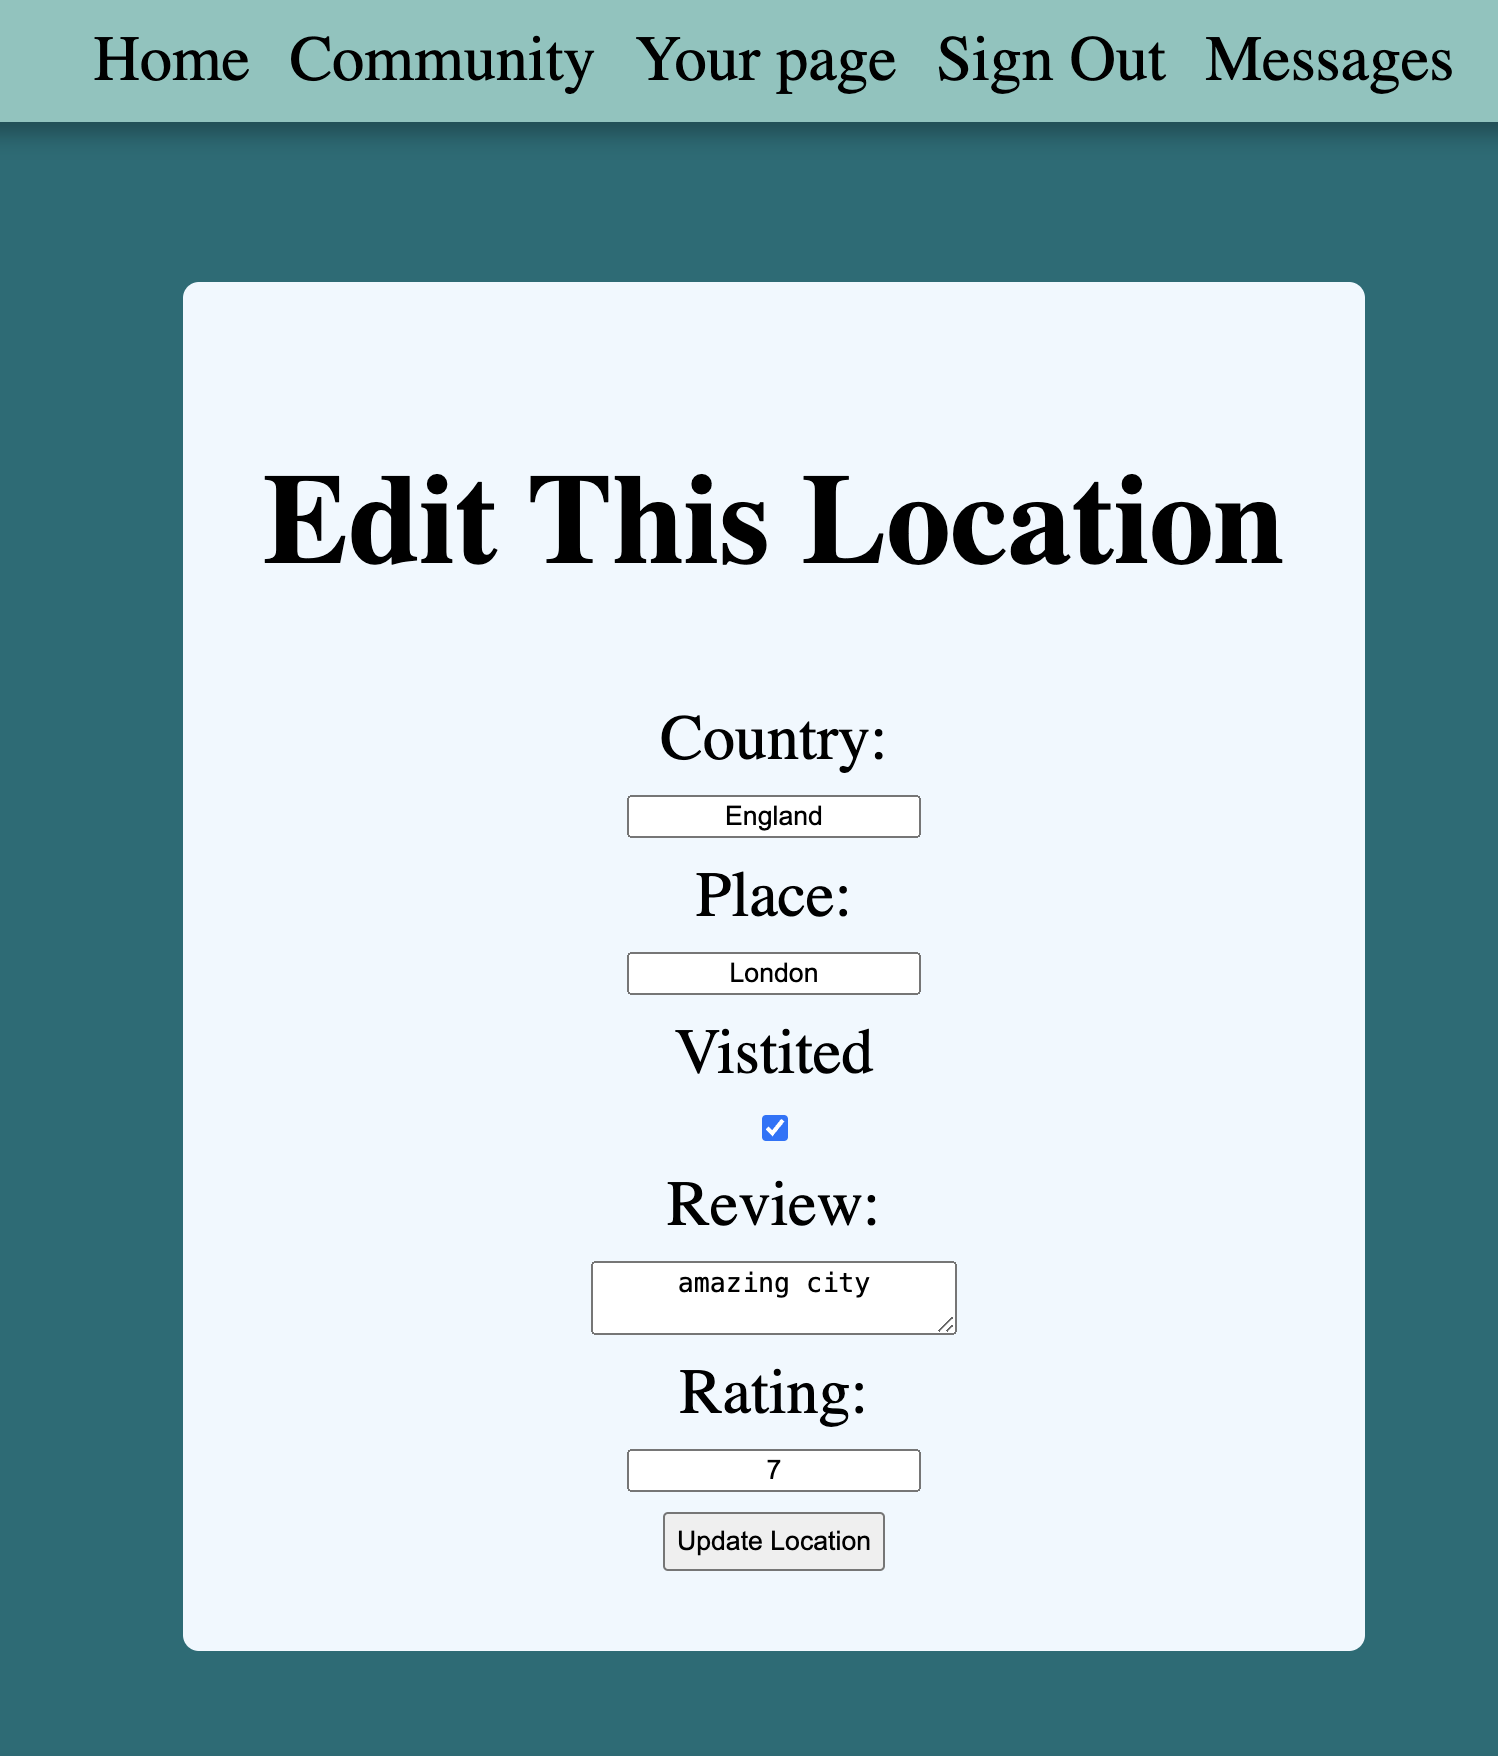 Home Community Your page Sign Out Messages
Edit This Location
Country:
England
Place:
London
Vistited
Review:
amazing city
Rating:
7
Update Location